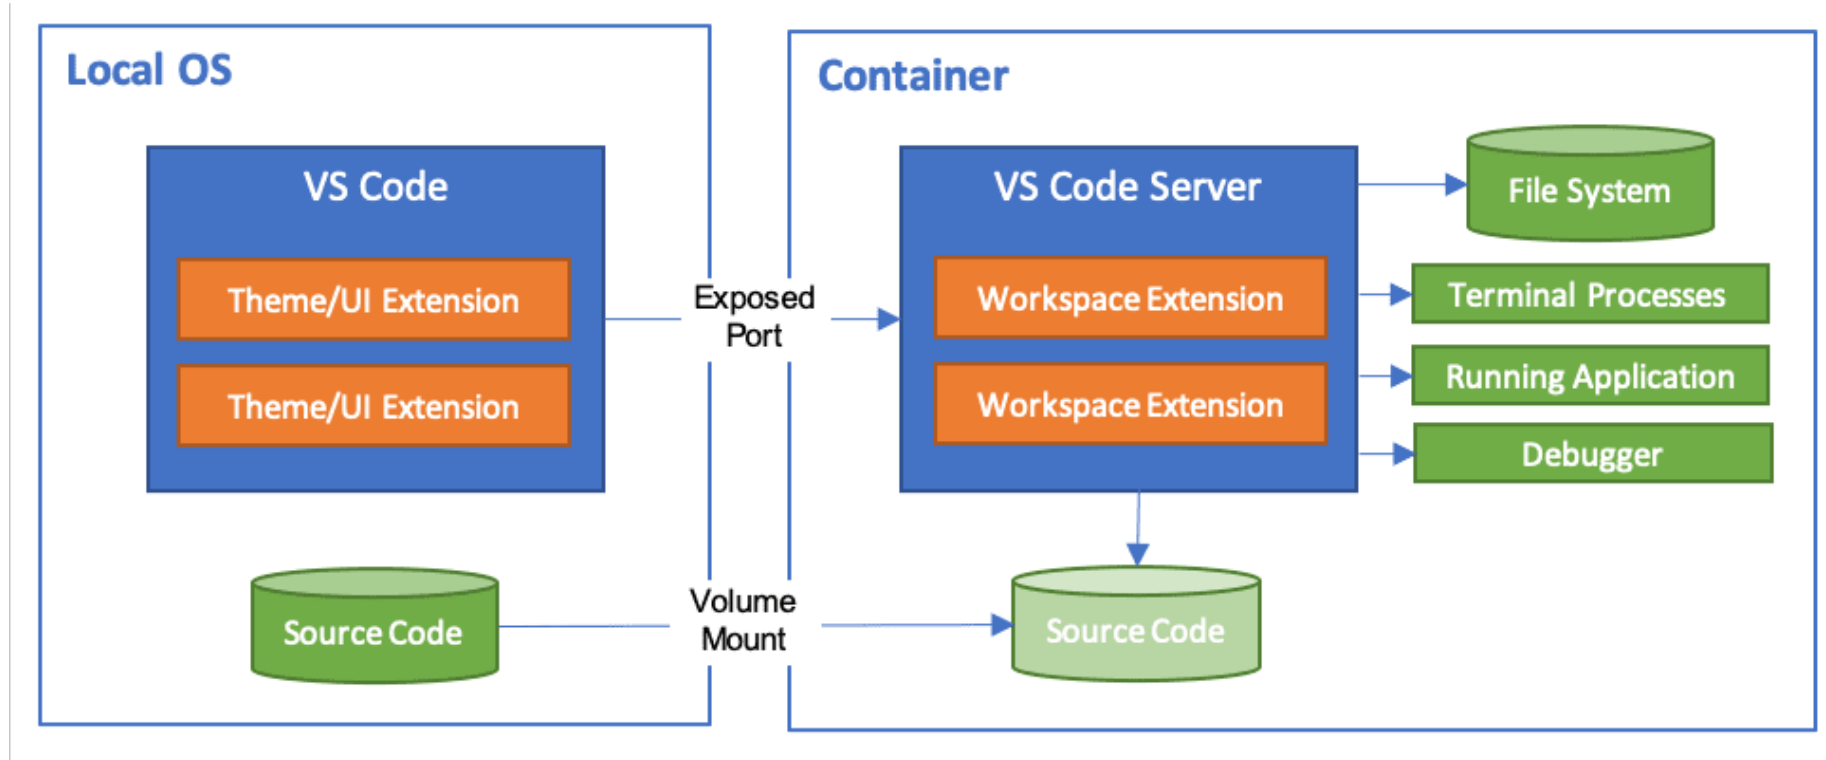 Local OS
VS Code
Theme/UI Extension
Theme/UI Extension
Source Code
Exposed
Port
Volume
Mount
Container
VS Code Server
Workspace Extension
Workspace Extension
File System
Terminal Processes
Running Application
Debugger
Source Code